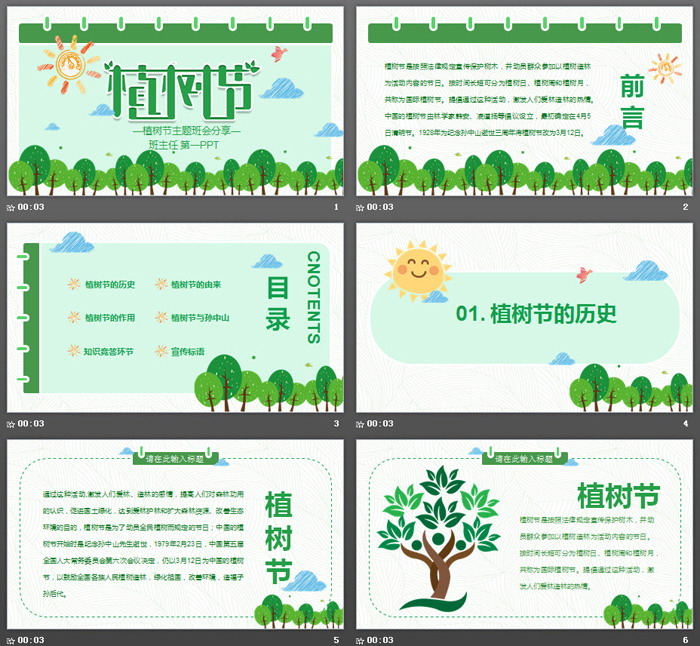 植树节
—植树节主题班会分享—
班主任 第一PPT
00:03
1
植树节是按照法律规定宣传保护树木，并动员群众参加以植树造林
为活动内容的节日。按时间长短可分为植树日、植树周和植树月，
共称为国际植树节。提倡通过这种活动，激发人们爱林造林的热情。
中国的植树节由林学家韩安、凌道扬等倡议设立，最初确定在4月5
日清明节。1928年为纪念孙中山逝世三周年将植树节改为3月12日。
前言
00:03
2
植树节的历史
植树节的由来
植树节的作用
植树节与孙中山
知识竞答环节
宣传标语
目录
CNOTENTS
00:03
3
01. 植树节的历史
00:03
4
请在此输入标题
通过这种活动,激发人们爱林、造林的感情，提高人们对森林功用
的认识，促进国土绿化，达到爱林护林和扩大森林资源、改善生态
环境的目的，植树节是为了动员全民植树而规定的节日；中国的植
树节开始时是纪念孙中山先生逝世，1979年2月23日，中国第五届
全国人大常务委员会第六次会议决定，仍以3月12日为中国的植树
节，以鼓励全国各族人民植树造林，绿化祖国，改善环境，造福子
孙后代。
植树节
00:03
5
请在此输入标题
植树节
植树节是按照法律规定宣传保护树木，并动
员群众参加以植树造林为活动内容的节日。
按时间长短可分为植树日、植树周和植树月，
共称为国际植树节。提倡通过这种活动，激
发人们爱林造林的热情。
00:03
6